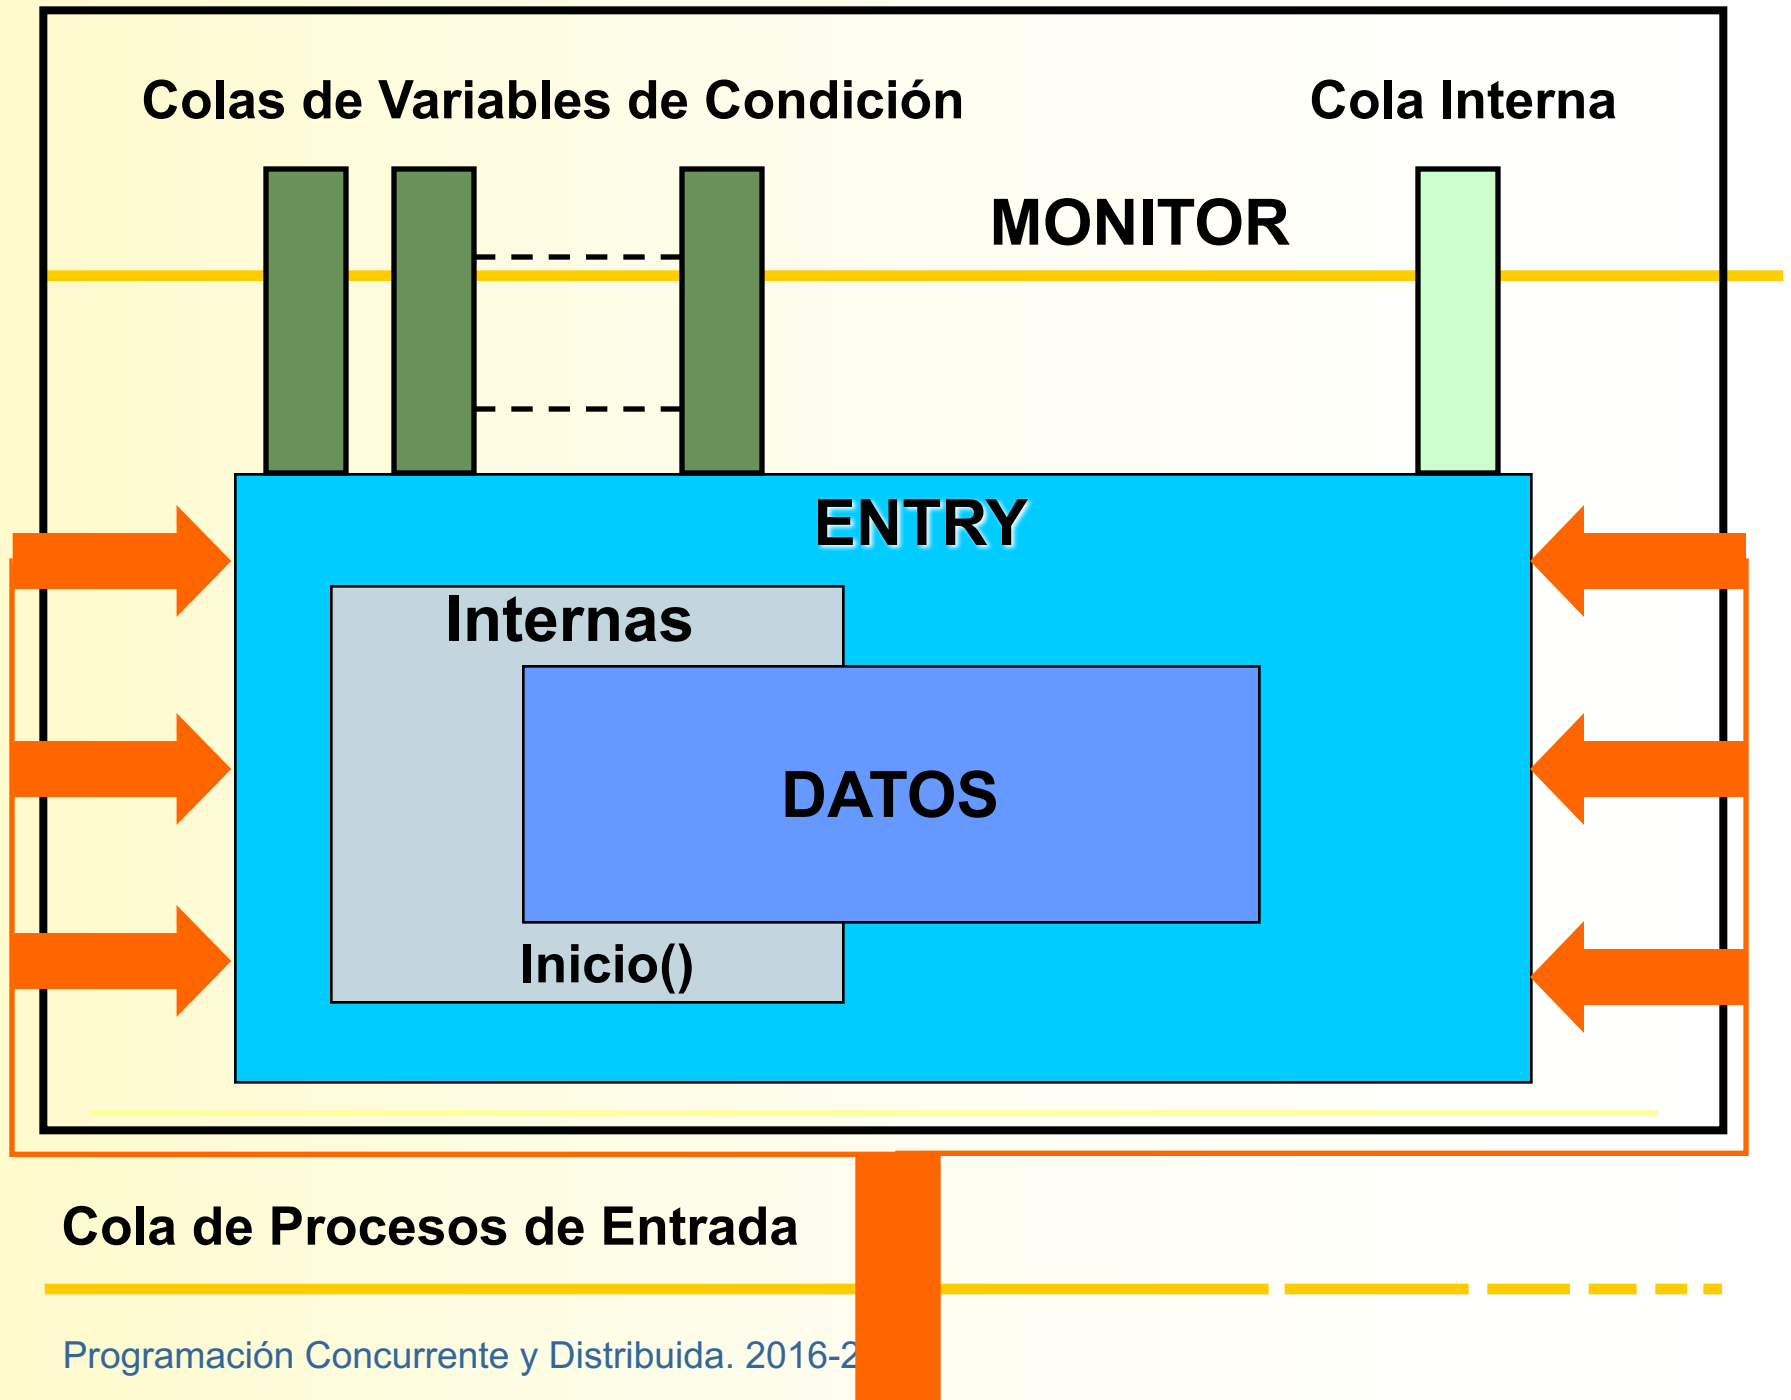 Colas de Variables de Condición
Cola Interna
MONITOR
ENTRY
Internas
DATOS
Inicio()
Cola de Procesos de Entrada
Programación Concurrente y Distribuida. 2016-2